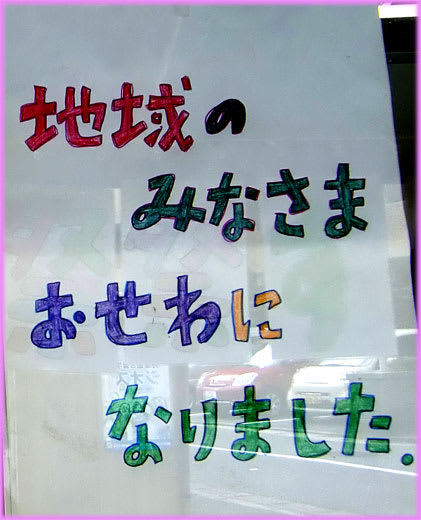 地域の
みなさま
おせわに
なりました.